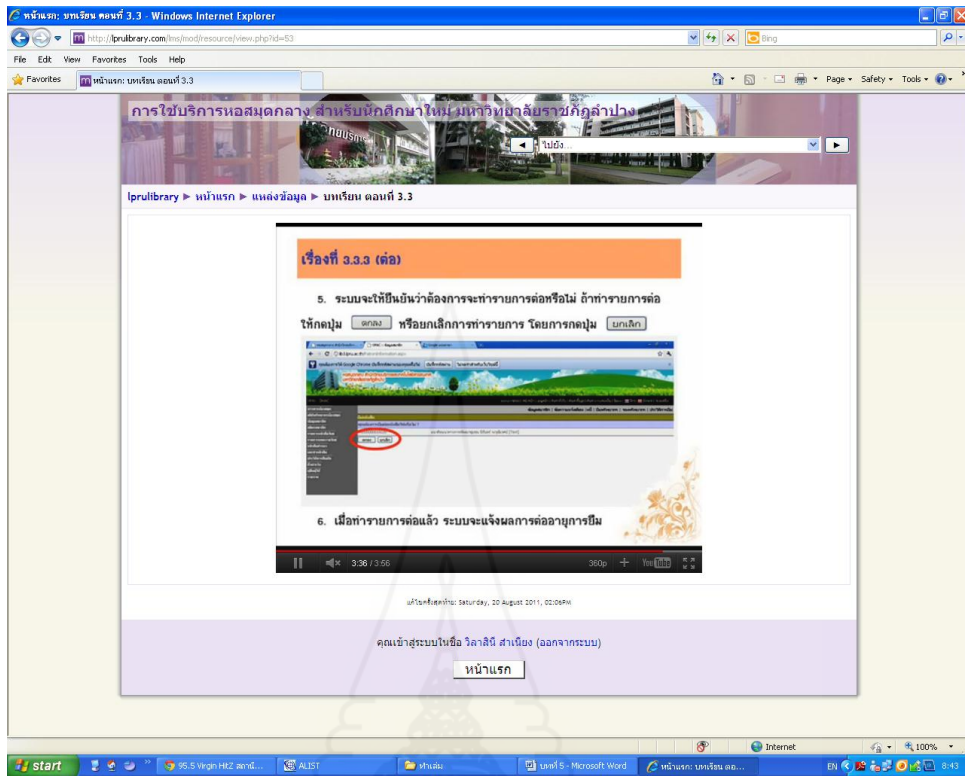 หน้าแรก: บทเรียน ตอนที่ 3.3 - Windows Internet Explorer
http://lprulibrary.com/lms/mod/resource/view.php?id=53
Bing
File Edit View Favorites Tools Help
Favorites
หน้าแรก: บทเรียน ตอนที่ 3.3
Page Safety Tools
การใช้บริการหอสมุดกลาง สำหรับนักศึกษาใหม่ มหาวิทยาลัยราชภัฏลำปาง
ไปยัง...
lprulibrary ► หน้าแรก ► แหล่งข้อมูล ► บทเรียน ตอนที่ 3.3
เรื่องที่ 3.3.3 (ต่อ)
5. ระบบจะให้ยืนยันว่าต้องการจะทำรายการต่อหรือไม่ ถ้าทำรายการต่อ
ให้กดปุ่ม ตกลง หรือยกเลิกการทำรายการ โดยการกดปุ่ม ยกเลิก
6. เมื่อทำรายการต่อแล้ว ระบบจะแจ้งผลการต่ออายุการยืม
3:36 / 3:56
360p
YouTube
แก้ไขครั้งสุดท้าย: Saturday, 20 August 2011, 02:06PM
คุณเข้าสู่ระบบในชื่อ วิลาสินี สำเนียง (ออกจากระบบ)
หน้าแรก
Internet
100%
start
95.5 Virgin HitZ สถานี...
ALIST
ทำเล่ม
บทที่ 5 - Microsoft Word
หน้าแรก: บทเรียน ตอ...
EN
8:43